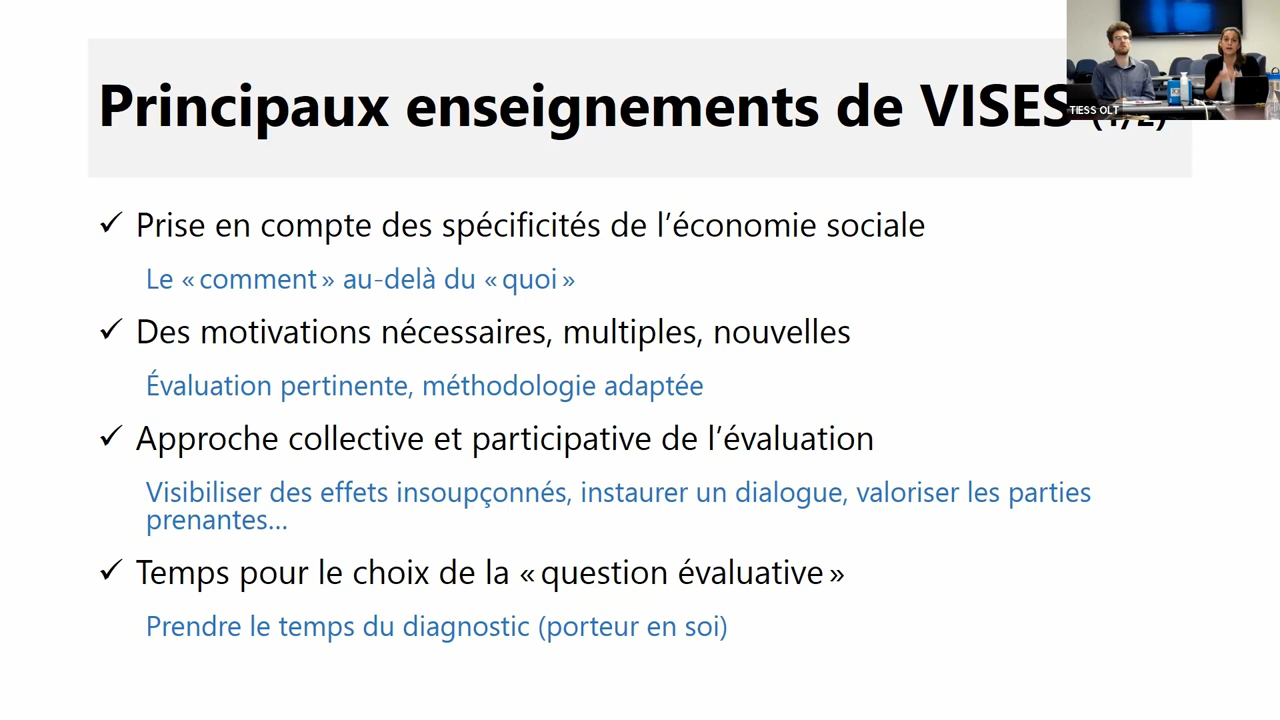 Principaux enseignements de VISES (1/2)
TIESS OLT
✓ Prise en compte des spécificités de l’économie sociale
Le « comment » au-delà du « quoi »
✓ Des motivations nécessaires, multiples, nouvelles
Évaluation pertinente, méthodologie adaptée
✓ Approche collective et participative de l’évaluation
Visibiliser des effets insoupçonnés, instaurer un dialogue, valoriser les parties
prenantes…
✓ Temps pour le choix de la « question évaluative »
Prendre le temps du diagnostic (porteur en soi)